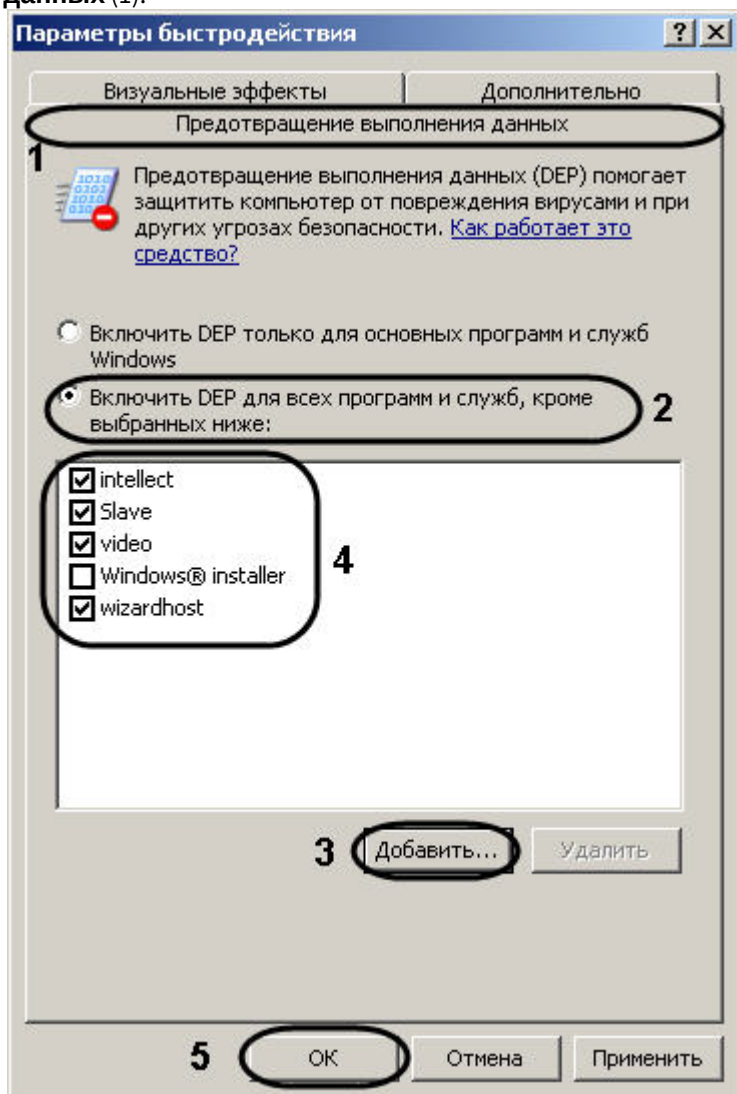 данных (1).
Параметры быстродействия
Визуальные эффекты
Дополнительно
Предотвращение выполнения данных
1
Предотвращение выполнения данных (DEP) помогает
защитить компьютер от повреждения вирусами и при
других угрозах безопасности. Как работает это
средство?
Включить DEP только для основных программ и служб
Windows
Включить DEP для всех программ и служб, кроме
выбранных ниже:
2
intellect
Slave
video
Windows® installer
wizardhost
4
3
Добавить...
Удалить
5
ОК
Отмена
Применить